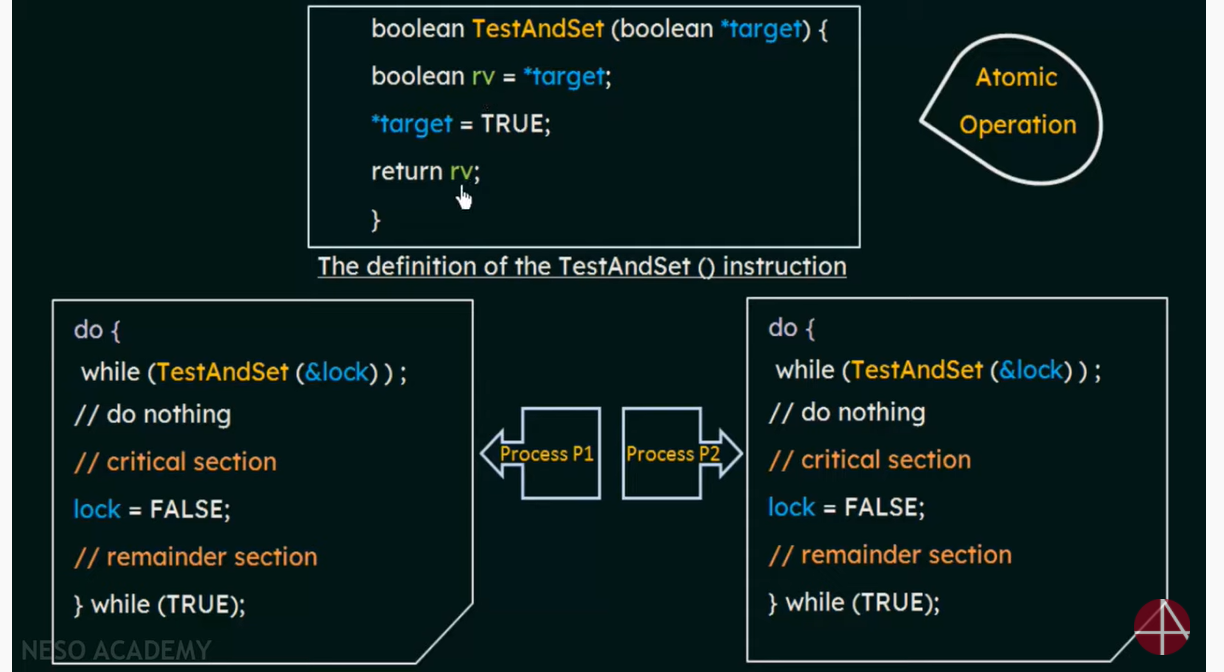 boolean TestAndSet (boolean *target) {
boolean rv = *target;
*target = TRUE;
return rv;
}
Atomic
Operation
The definition of the TestAndSet () instruction
do {
while (TestAndSet (&lock) ) ;
// do nothing
// critical section
lock = FALSE;
// remainder section
} while (TRUE);
Process P1
Process P2
do {
while (TestAndSet (&lock) ) ;
// do nothing
// critical section
lock = FALSE;
// remainder section
} while (TRUE);
NESO ACADEMY